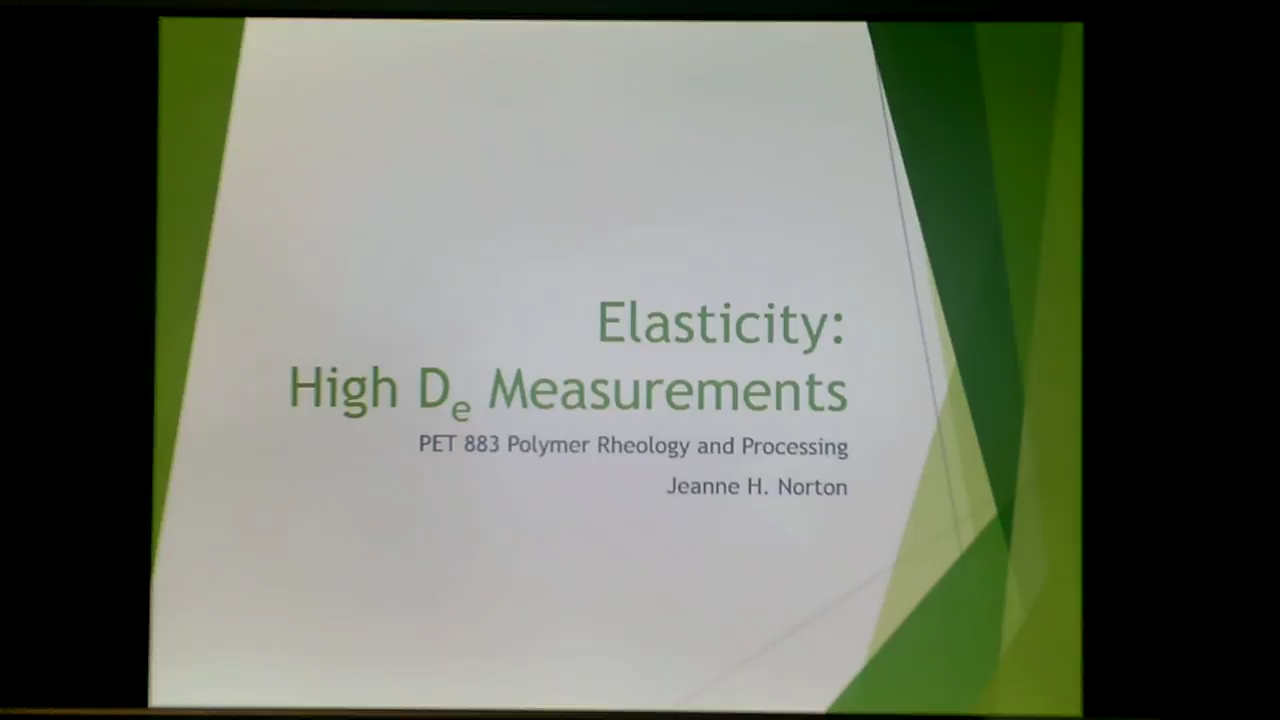 Elasticity:
High De Measurements
PET 883 Polymer Rheology and Processing
Jeanne H. Norton